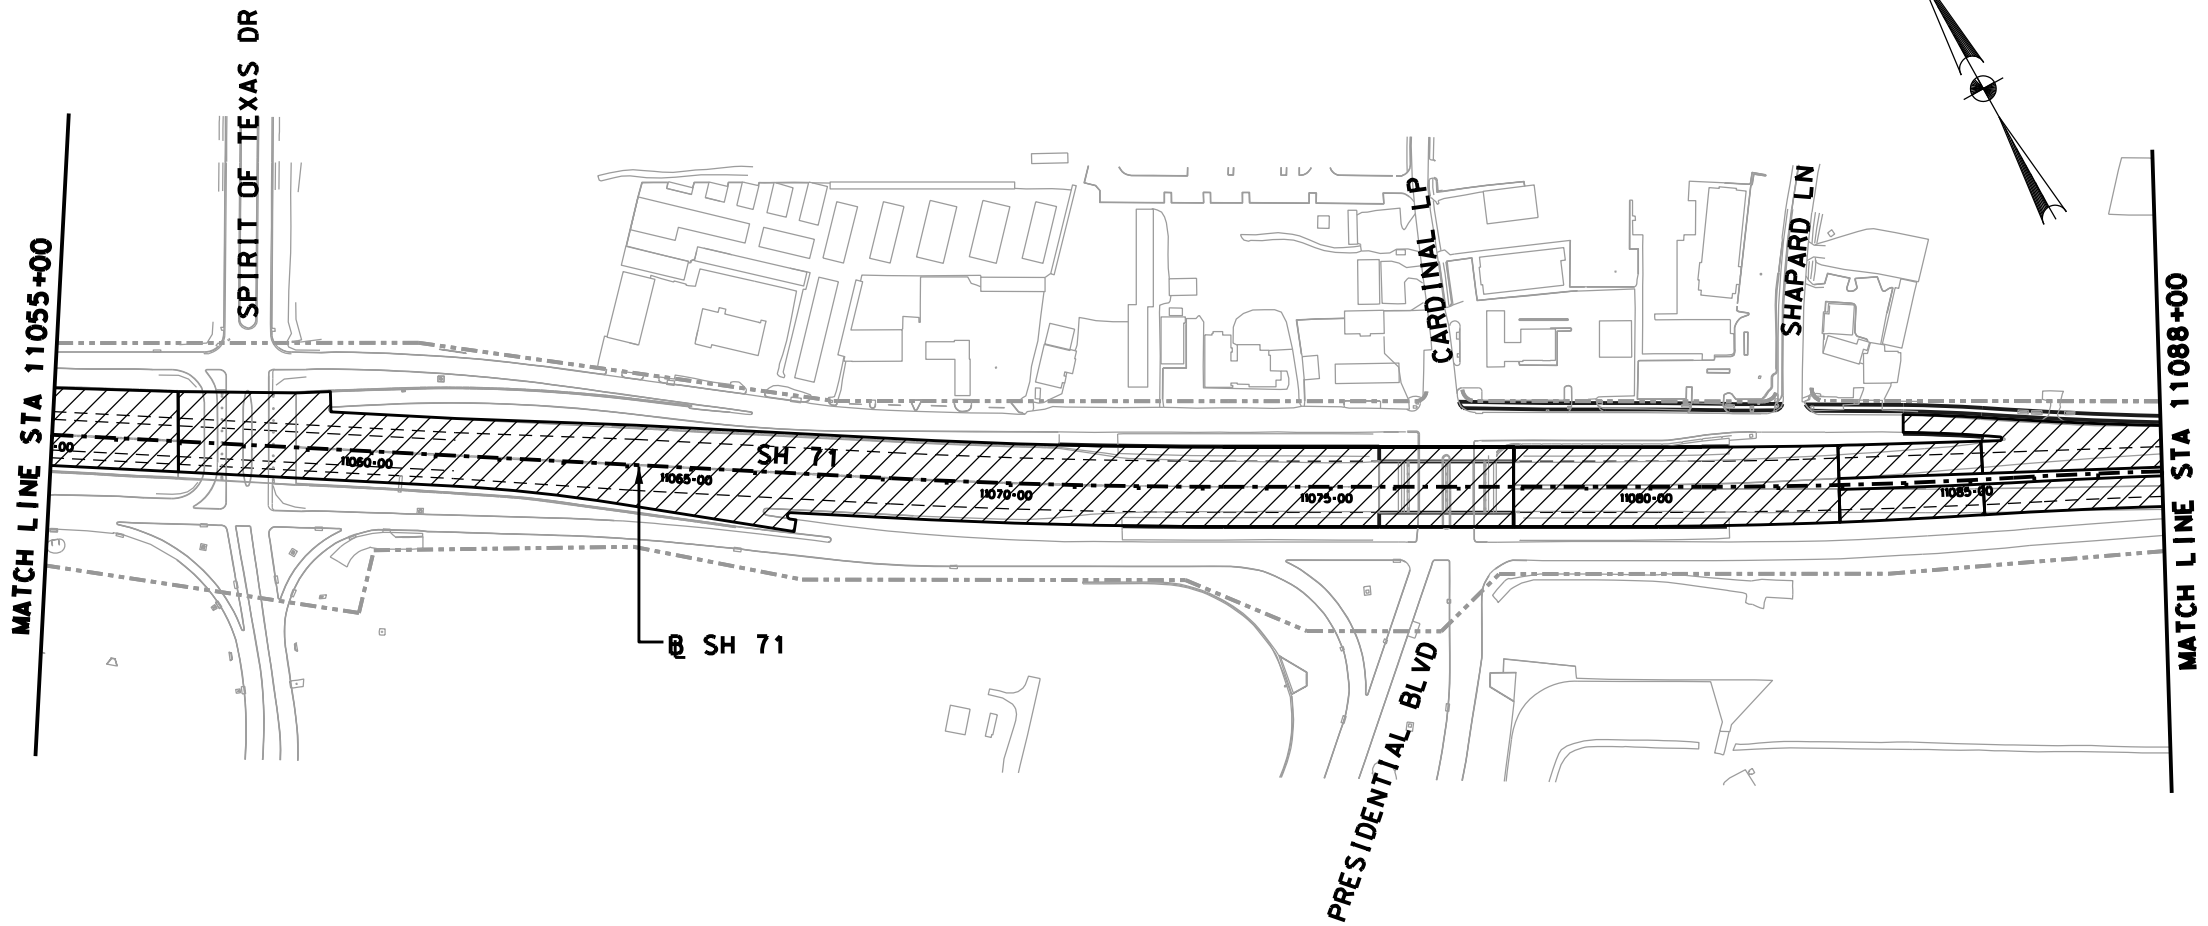 SPIRIT OF TEXAS DR
MATCH LINE STA 11055+00
CARDINAL LP
SHAPARD LN
MATCH LINE STA 11088+00
SH 71
+00
11060+00
11065+00
11070+00
11075+00
11080+00
11085+00
℄ SH 71
PRESIDENTIAL BLVD